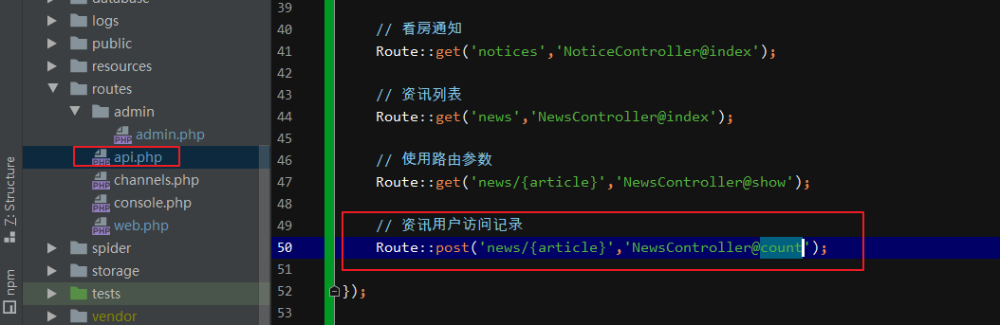 database
logs
public
resources
routes
admin
admin.php
api.php
channels.php
console.php
web.php
spider
storage
tests
vendor
Z: Structure
npm
39
40 // 看房通知
41 Route::get('notices','NoticeController@index');
42
43 // 资讯列表
44 Route::get('news','NewsController@index');
45
46 // 使用路由参数
47 Route::get('news/{article}','NewsController@show');
48
49 // 资讯用户访问记录
50 Route::post('news/{article}','NewsController@count');
51
52 });
53